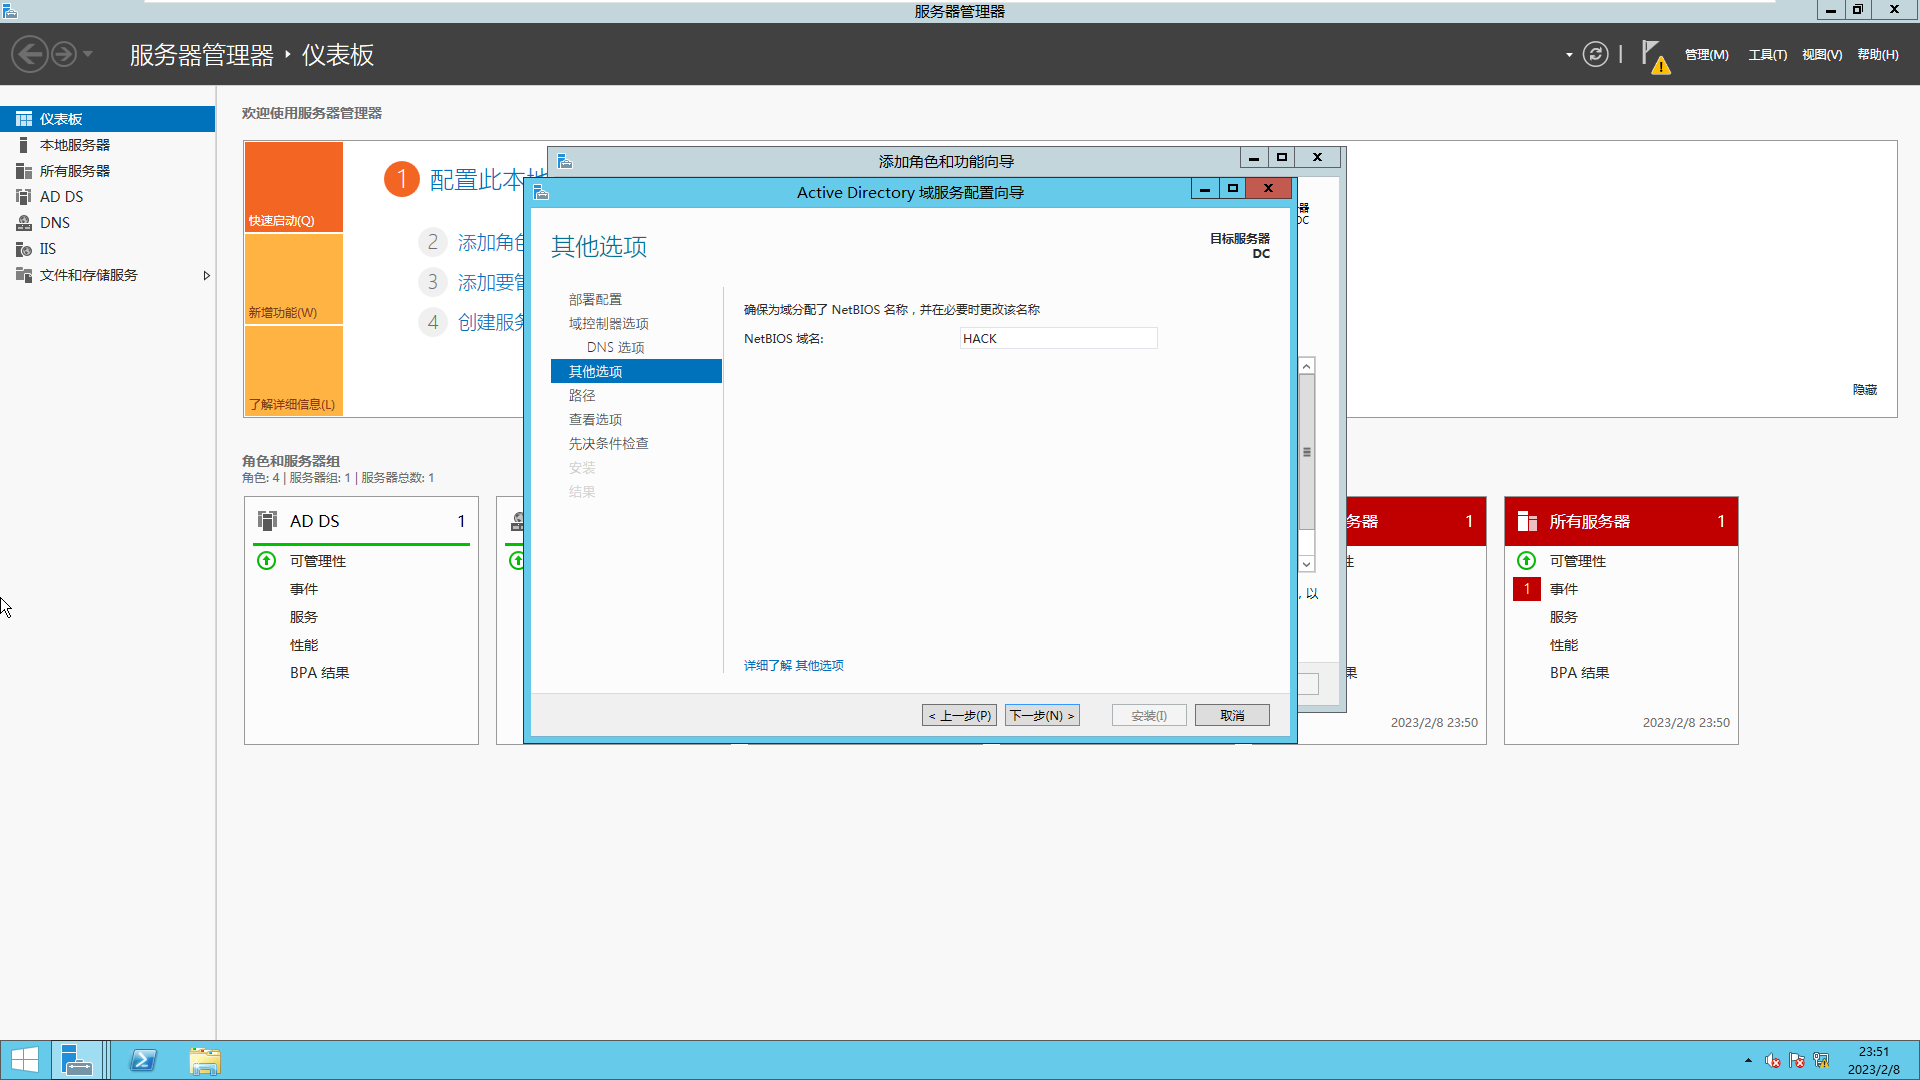 服务器管理器
服务器管理器 · 仪表板
管理(M) 工具(T) 视图(V) 帮助(H)
仪表板
本地服务器
所有服务器
AD DS
DNS
IIS
文件和存储服务
欢迎使用服务器管理器
快速启动(Q)
新增功能(W)
了解详细信息(L)
1 配置此本地
2 添加角色
3 添加要管
4 创建服务
隐藏
添加角色和功能向导
器
DC
, 以
Active Directory 域服务配置向导
其他选项
目标服务器
DC
部署配置
域控制器选项
DNS 选项
其他选项
路径
查看选项
先决条件检查
安装
结果
确保为域分配了 NetBIOS 名称，并在必要时更改该名称
NetBIOS 域名: HACK
详细了解 其他选项
< 上一步(P) 下一步(N) > 安装(I) 取消
角色和服务器组
角色: 4 | 服务器组: 1 | 服务器总数: 1
AD DS 1
可管理性
事件
服务
性能
BPA 结果
务器 1
性
果
2023/2/8 23:50
所有服务器 1
可管理性
1 事件
服务
性能
BPA 结果
2023/2/8 23:50
23:51
2023/2/8